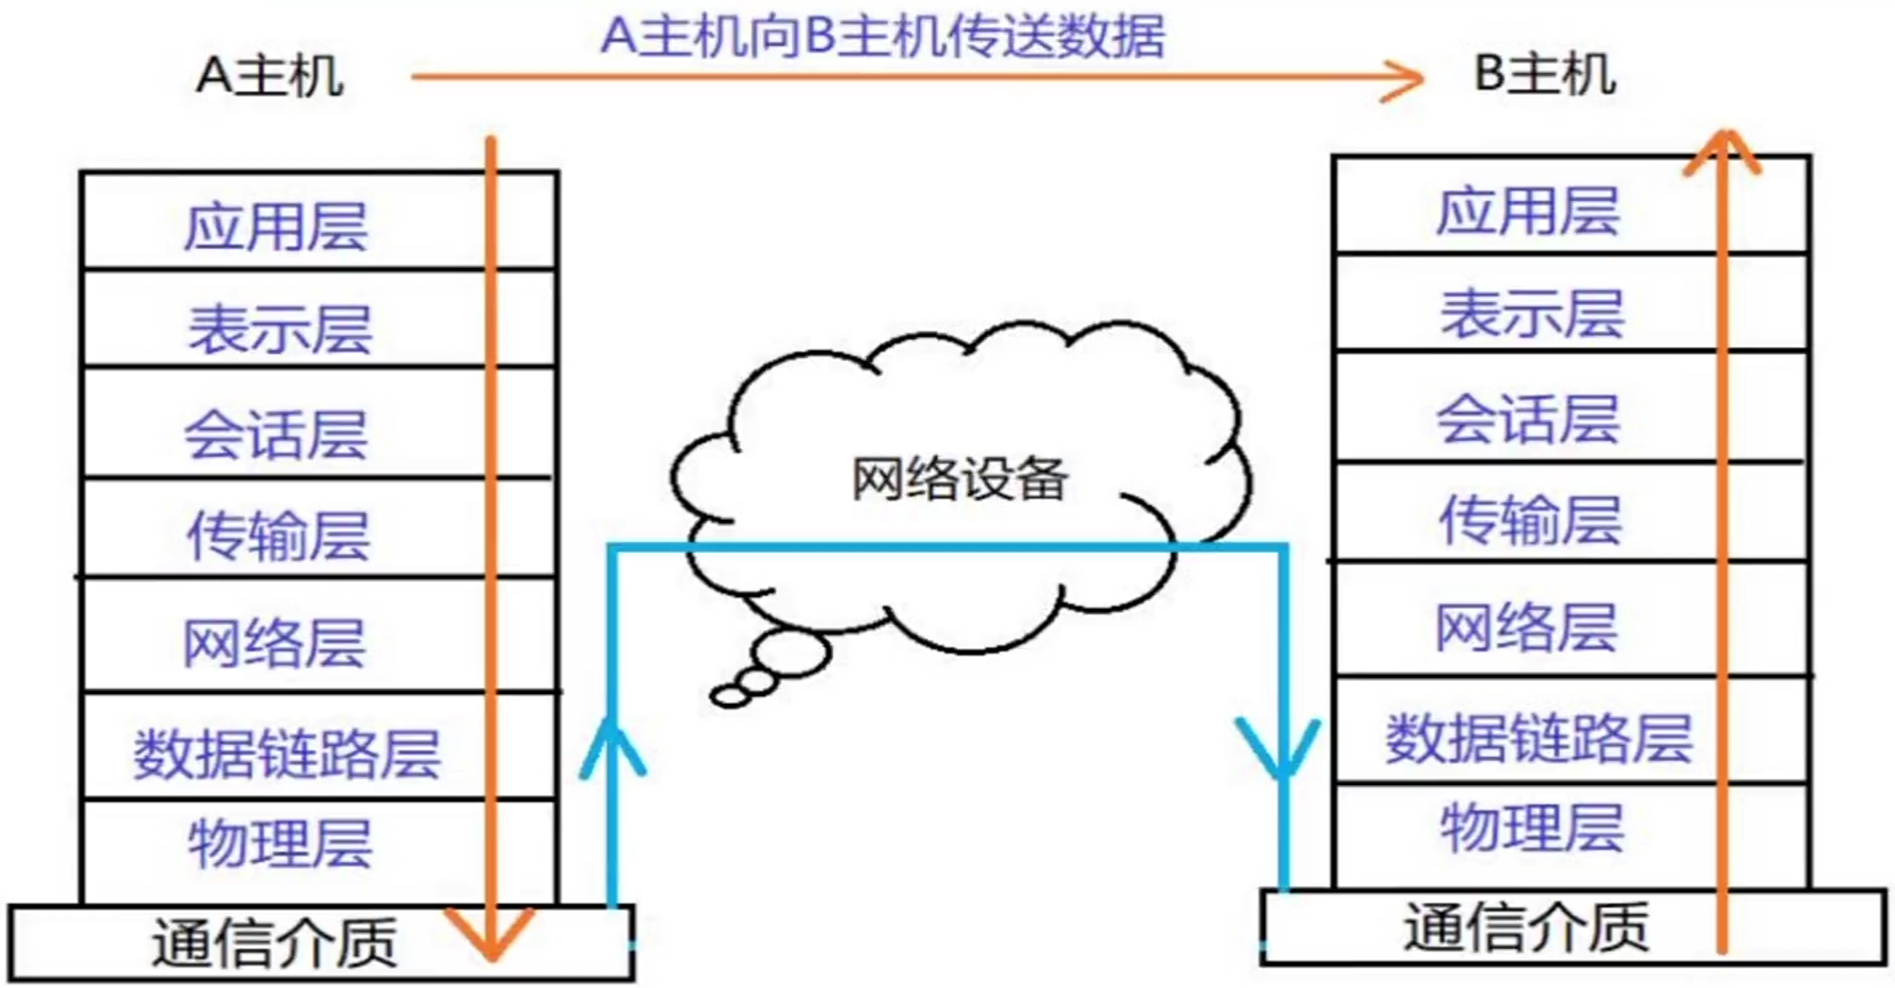 A主机向B主机传送数据
A主机
B主机
应用层
表示层
会话层
传输层
网络层
数据链路层
物理层
通信介质
网络设备
应用层
表示层
会话层
传输层
网络层
数据链路层
物理层
通信介质